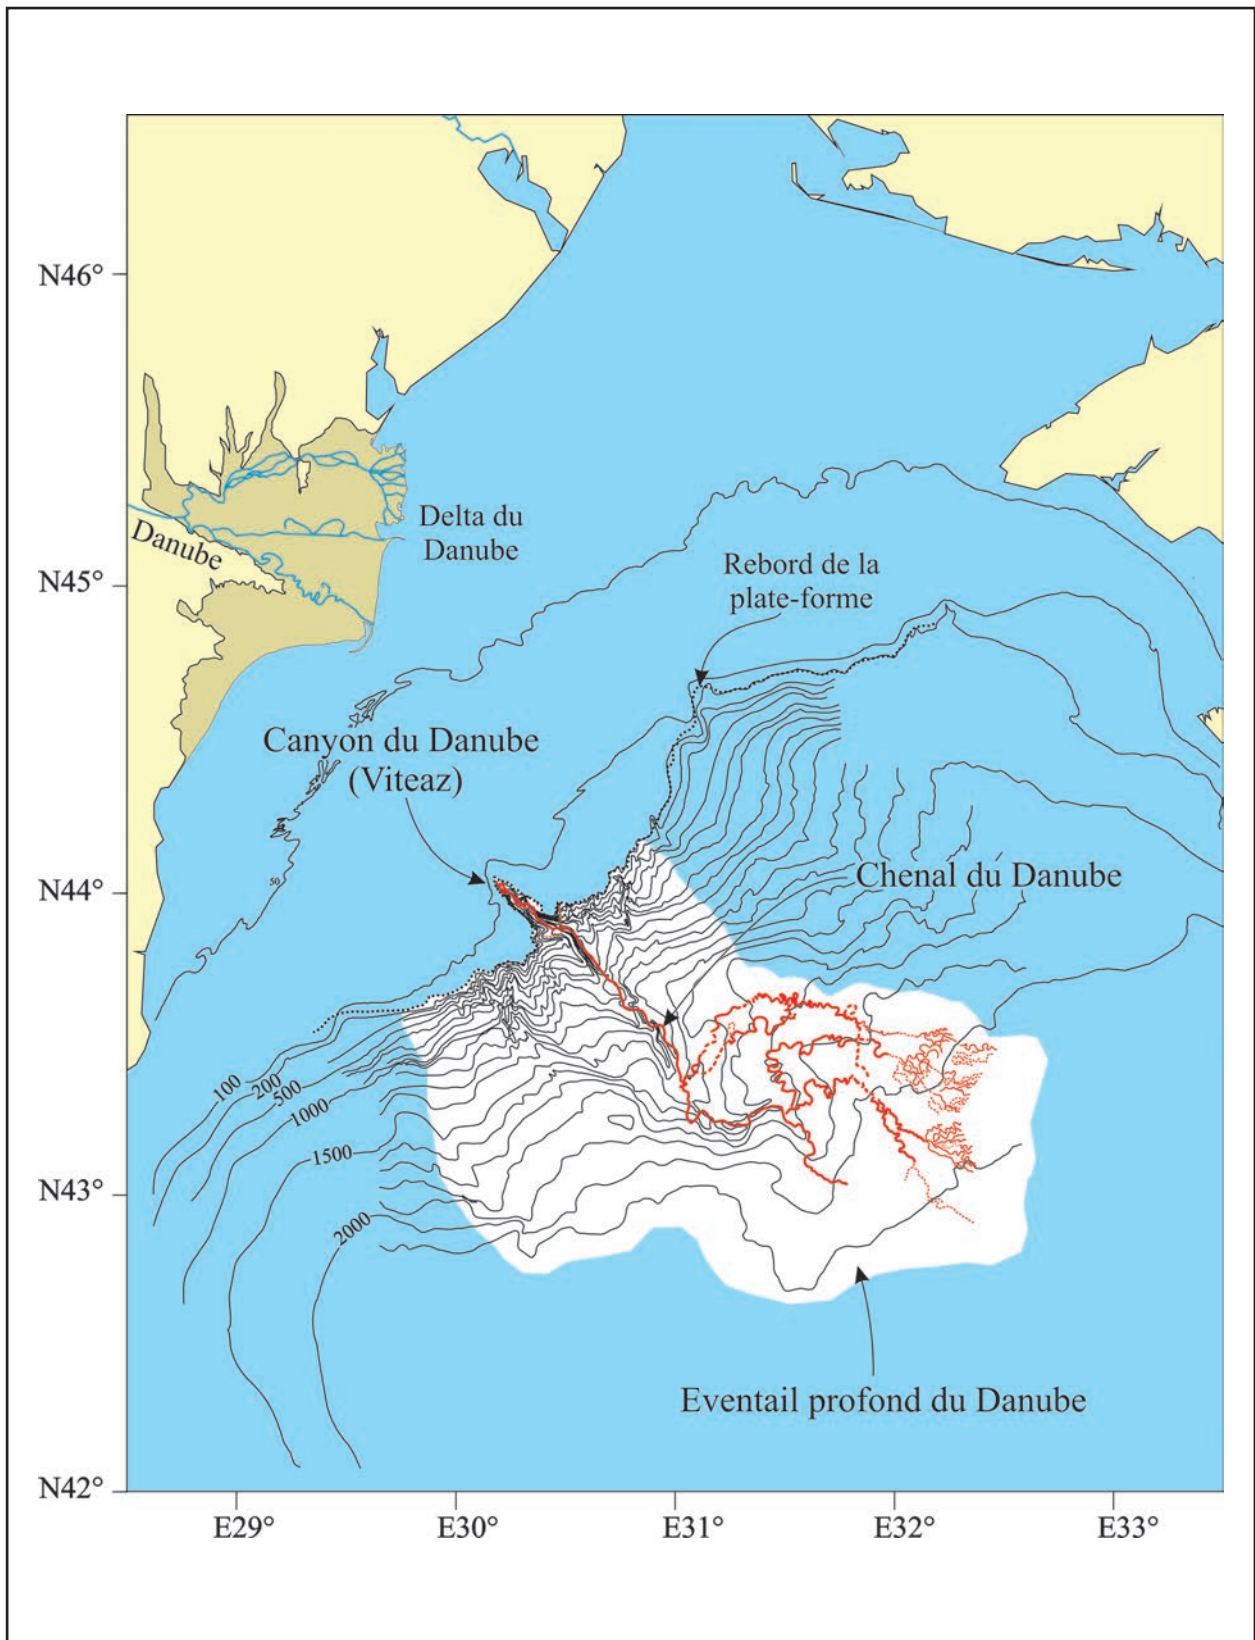 N46°
Delta du
Danube
Danube
N45°
Rebord de la
plate-forme
Canyon du Danube
(Viteaz)
50
N44°
Chenal du Danube
100
200
500
1000
1500
N43°
2000
Eventail profond du Danube
N42°
E29°
E30°
E31°
E32°
E33°